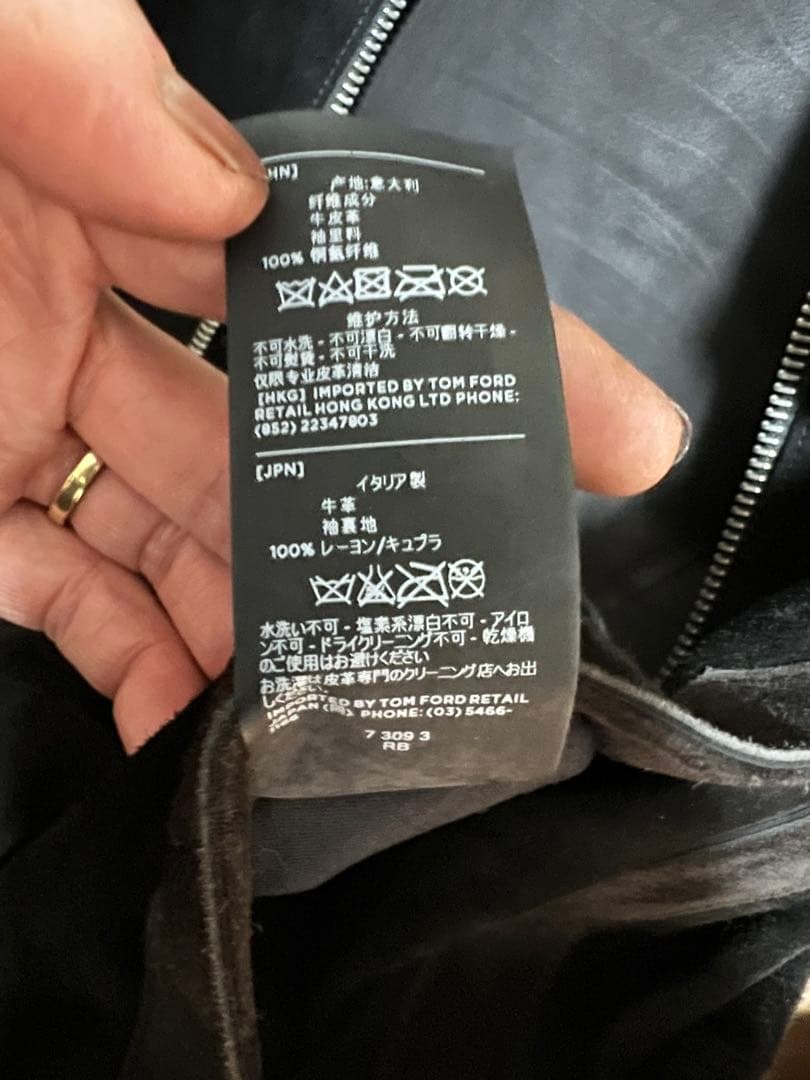 HN]
产地:意大利
纤维成分
牛皮革
袖里料
100% 铜氨纤维
维护方法
不可水洗 - 不可漂白 - 不可翻转干燥 -
不可熨烫 - 不可干洗
仅限专业皮革清洁
[HKG] IMPORTED BY TOM FORD
RETAIL HONG KONG LTD PHONE:
(852) 22347803
[JPN]
イタリア製
牛革
袖裏地
100% レーヨン/キュプラ
水洗い不可 - 塩素系漂白不可 - アイロ
ン不可 - ドライクリーニング不可 - 乾燥機
のご使用はお避けください
お洗濯は皮革専門のクリーニング店へお出
しください.
IMPORTED BY TOM FORD RETAIL
JAPAN PHONE: (03) 5466-
7 309 3
RB